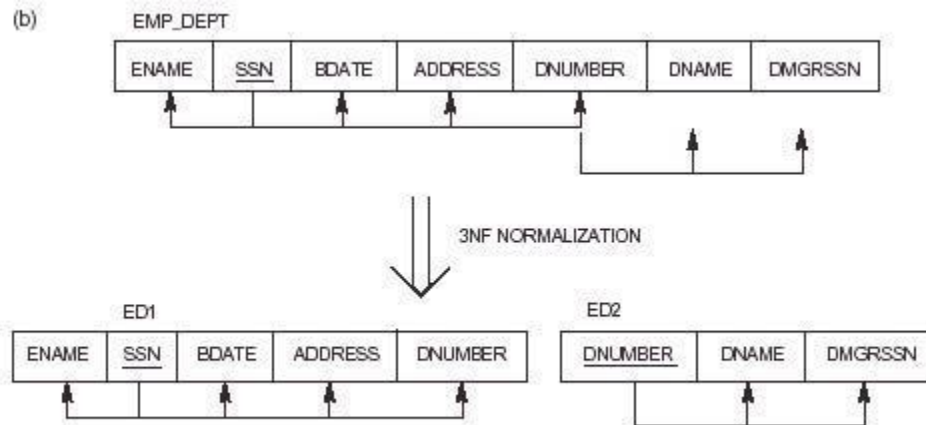 (b)
EMP_DEPT
ENAME SSN BDATE ADDRESS DNUMBER DNAME DMGRSSN
3NF NORMALIZATION
ED1
ENAME SSN BDATE ADDRESS DNUMBER
ED2
DNUMBER DNAME DMGRSSN